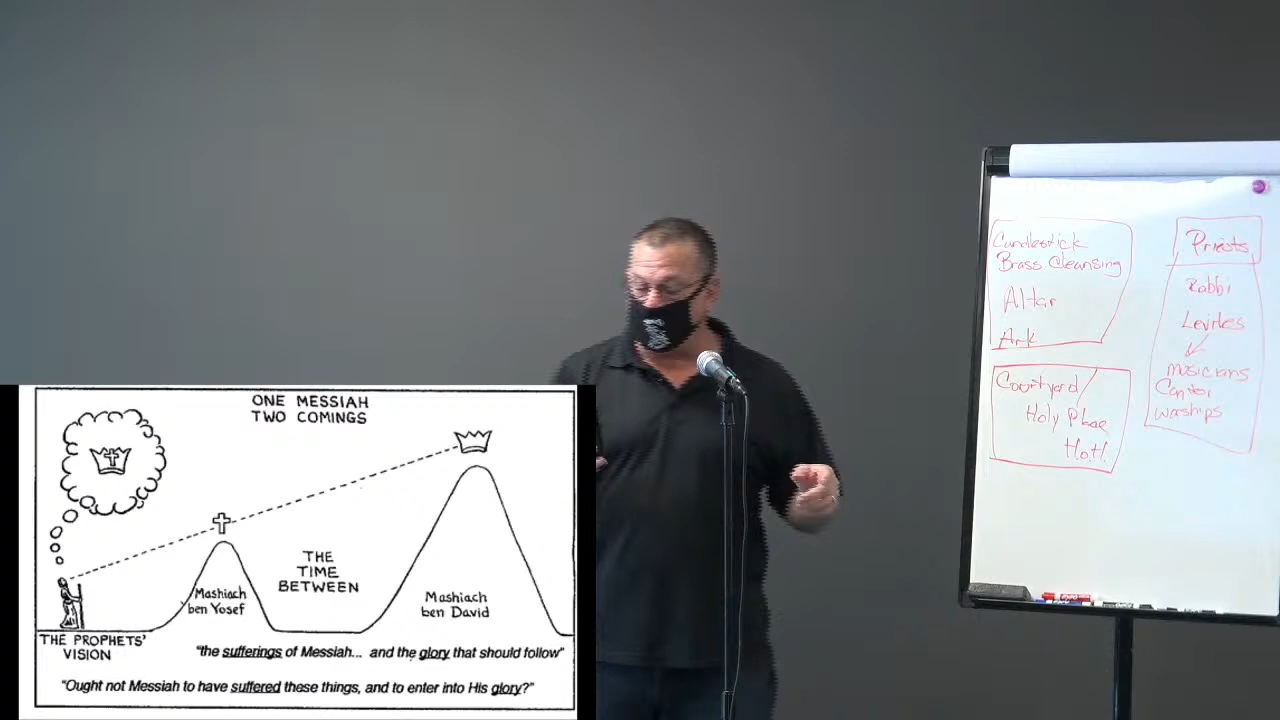 ONE MESSIAH
TWO COMINGS
THE
TIME
BETWEEN
Mashiach
ben Yosef
Mashiach
ben David
THE PROPHETS'
VISION
"the sufferings of Messiah... and the glory that should follow"
"Ought not Messiah to have suffered these things, and to enter into His glory?"
Candlestick
Brass Cleansing
Altar
Ark
Courtyard
Holy Place
HofH
Priests
Rabbi
Levites
musicians
Cantor
worships